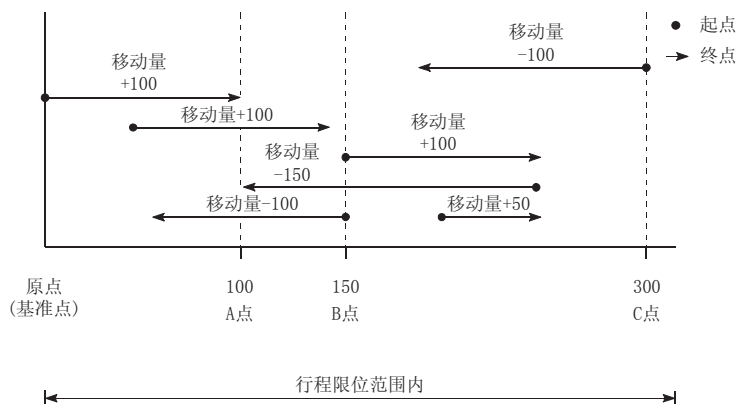 移动量
-100
起点
终点
移动量
+100
移动量+100
移动量
+100
移动量
-150
移动量-100
移动量+50
原点
(基准点)
100
A点
150
B点
300
C点
行程限位范围内